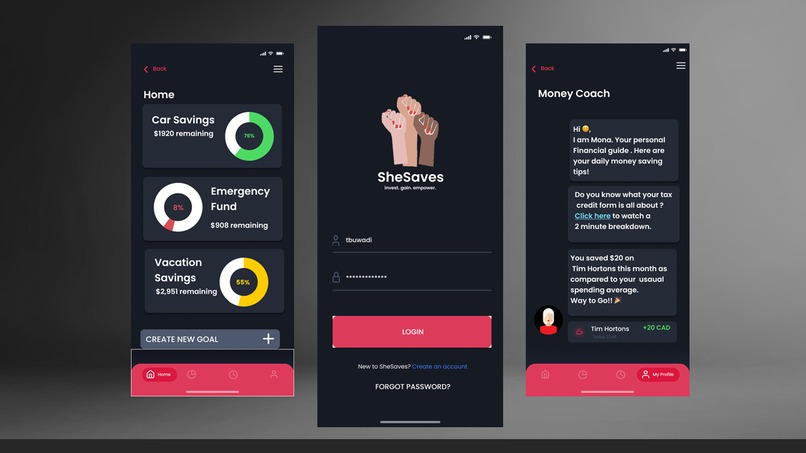 Back
Home
Car Savings
$1920 remaining
76%
8%
Emergency
Fund
$908 remaining
Vacation
Savings
$2,951 remaining
55%
CREATE NEW GOAL
Home
SheSaves
Invest. gain. empower.
tbuwadi
*************
LOGIN
New to SheSaves? Create an account
FORGOT PASSWORD?
Back
Money Coach
Hi 😊,
I am Mona. Your personal
Financial guide . Here are
your daily money saving
tips!
Do you know what your tax
credit form is all about ?
Click here to watch a
2 minute breakdown.
You saved $20 on
Tim Hortons this month as
compared to your usaual
spending average.
Way to Go!! 🎉
Tim Hortons
+20 CAD
My Profile